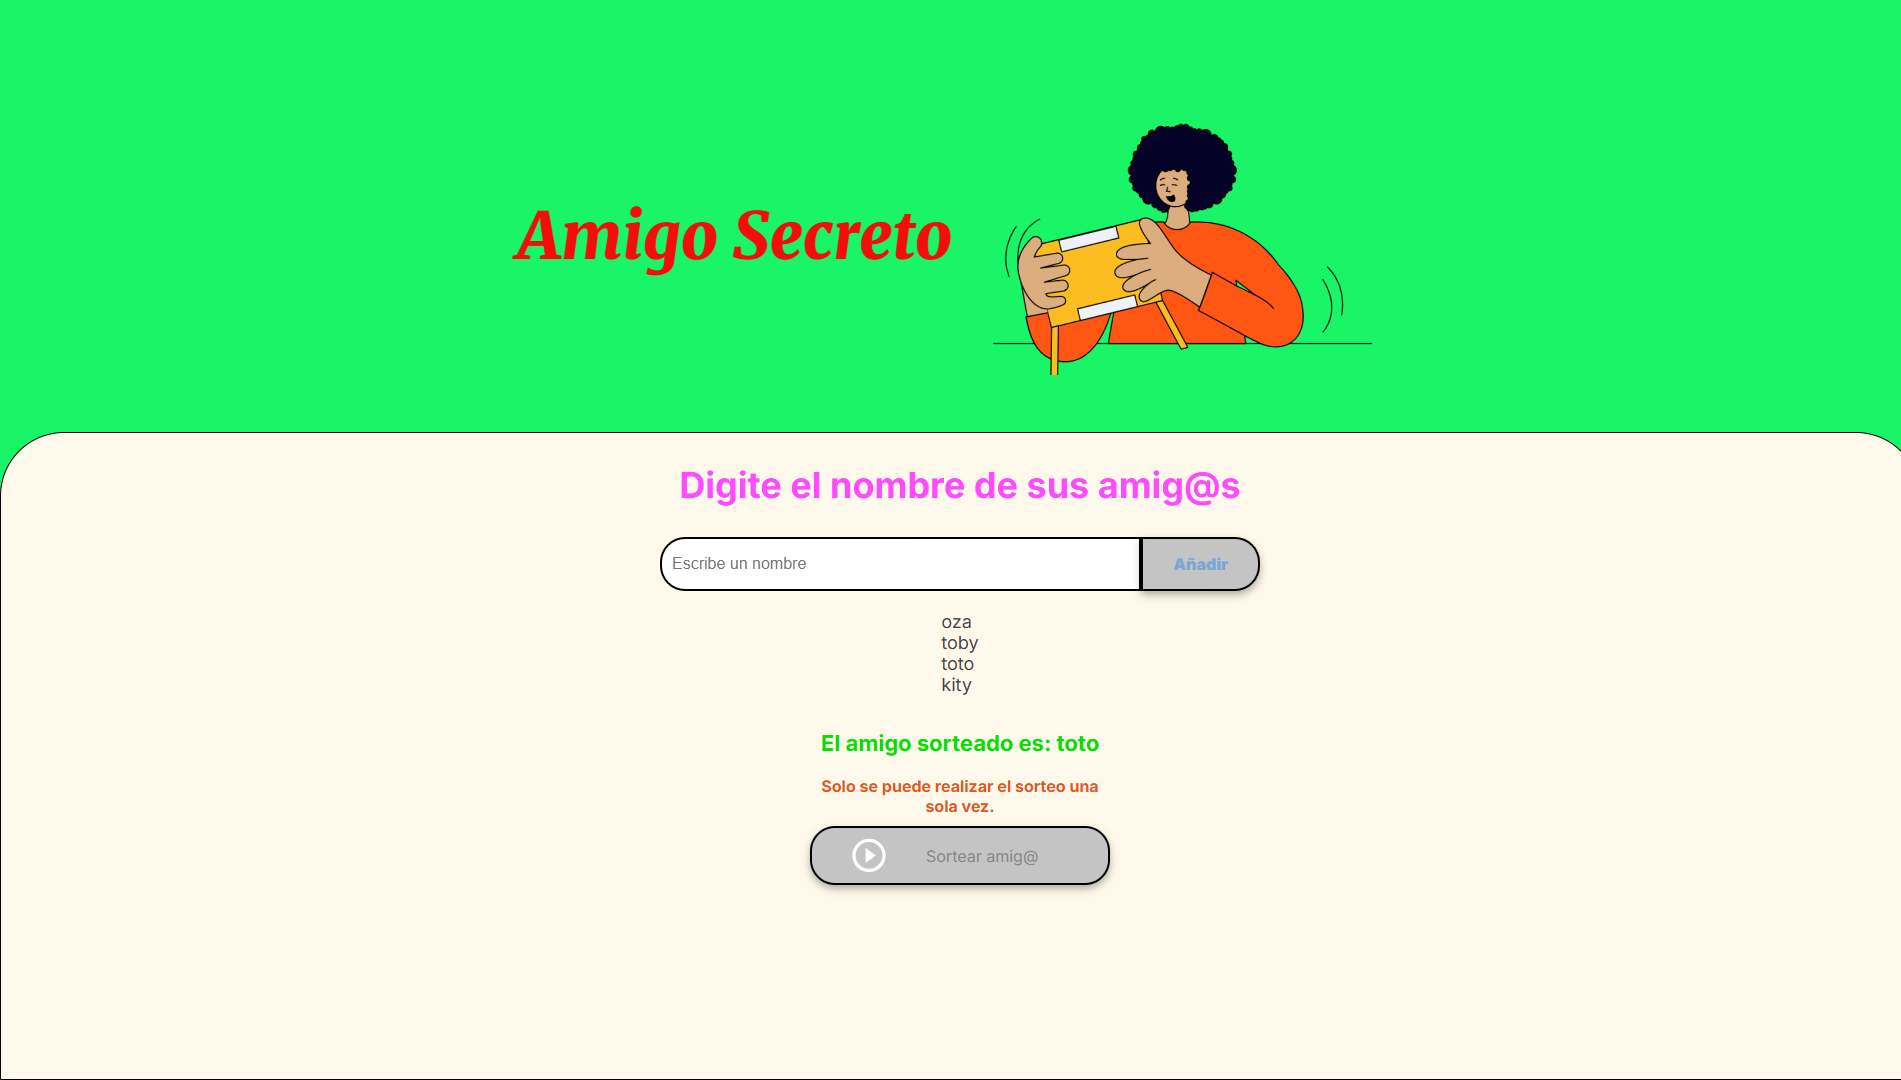 Amigo Secreto
Digite el nombre de sus amig@s
Escribe un nombre
Añadir
oza
toby
toto
kity
El amigo sorteado es: toto
Solo se puede realizar el sorteo una
sola vez.
Sortear amig@